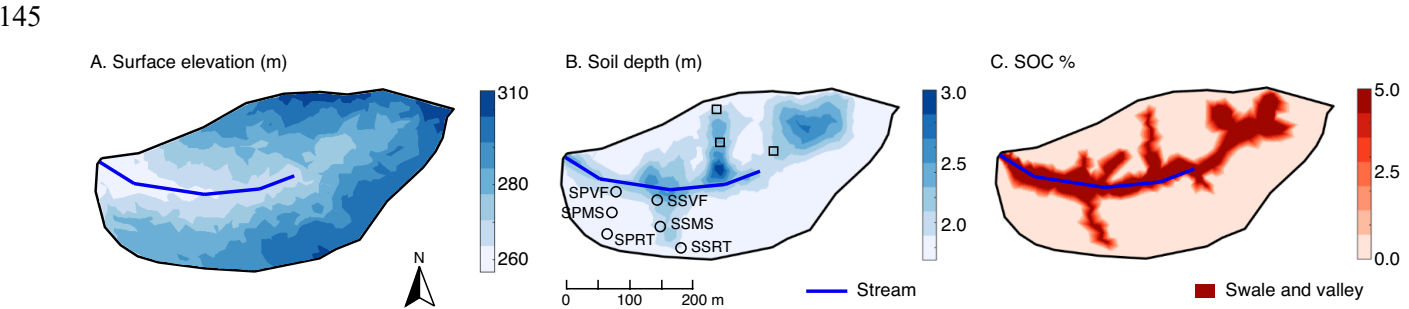 145
A. Surface elevation (m)
B. Soil depth (m)
C. SOC %
310
280
260
N
3.0
2.5
2.0
SPVF
SSVF
SPMS
SSMS
SPRT
SSRT
0 100 200 m
Stream
5.0
2.5
0.0
Swale and valley